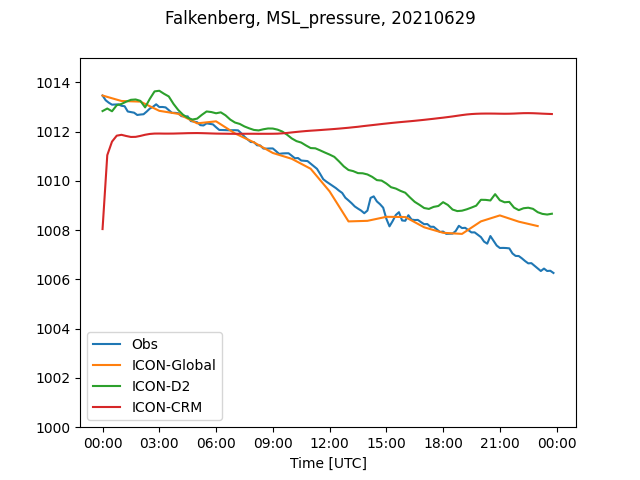 Falkenberg, MSL_pressure, 20210629
1014
1012
1010
1008
1006
1004
1002
1000
Obs
ICON-Global
ICON-D2
ICON-CRM
00:00 03:00 06:00 09:00 12:00 15:00 18:00 21:00 00:00
Time [UTC]